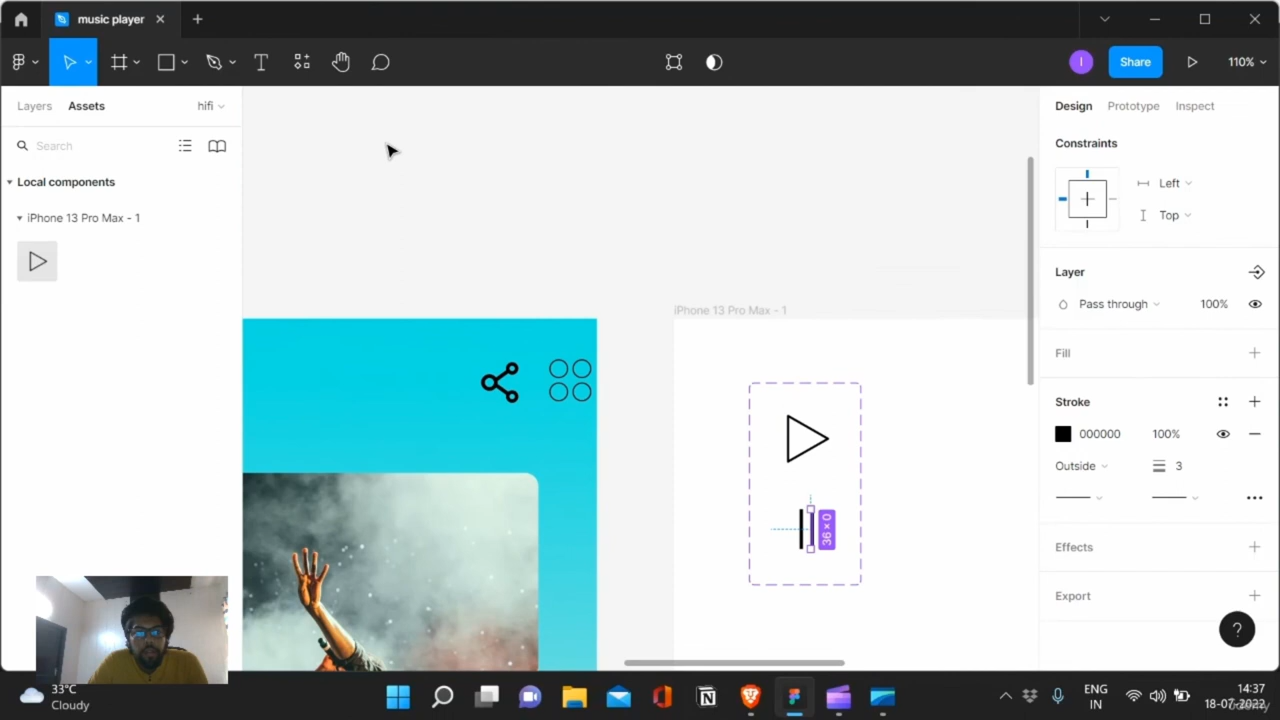 music player
Share
110%
Layers
Assets
hifi
Design
Prototype
Inspect
Search
Constraints
Local components
Left
iPhone 13 Pro Max - 1
Top
Layer
Pass through
100%
iPhone 13 Pro Max - 1
Fill
Stroke
000000
100%
Outside
3
36 × 0
Effects
Export
?
33°C
Cloudy
ENG
IN
14:37
18-07-2022
Udemy